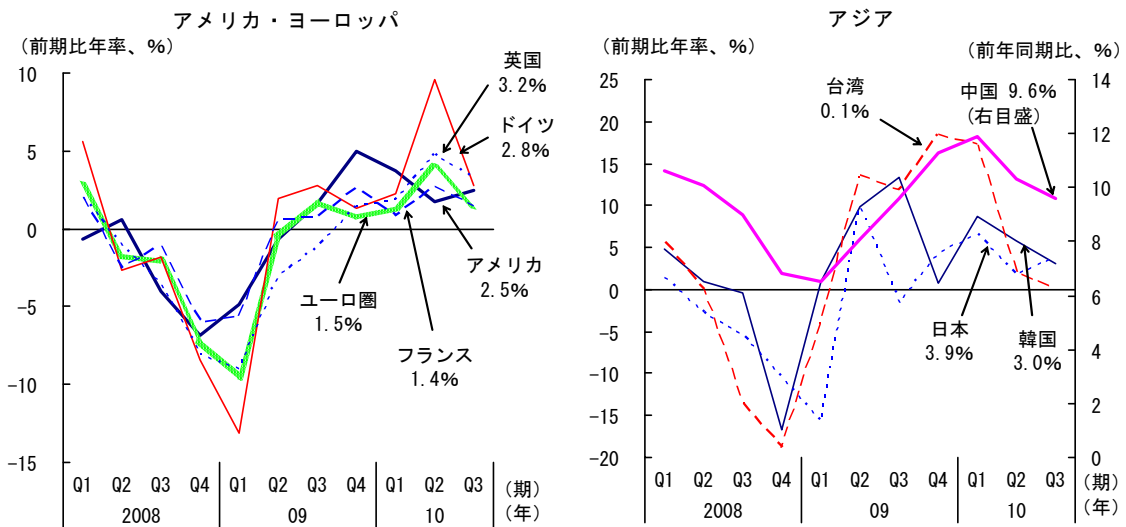 アメリカ・ヨーロッパ
（前期比年率、%）
10
5
0
-5
-10
-15
英国
3.2%
ドイツ
2.8%
アメリカ
2.5%
ユーロ圏
1.5%
フランス
1.4%
Q1 Q2 Q3 Q4 Q1 Q2 Q3 Q4 Q1 Q2 Q3 （期）
2008 09 10 （年）
アジア
（前期比年率、%）
（前年同期比、%）
25
20
15
10
5
0
-5
-10
-15
-20
14
12
10
8
6
4
2
0
台湾
0.1%
中国 9.6%
（右目盛）
日本
3.9%
韓国
3.0%
Q1 Q2 Q3 Q4 Q1 Q2 Q3 Q4 Q1 Q2 Q3 （期）
2008 09 10 （年）